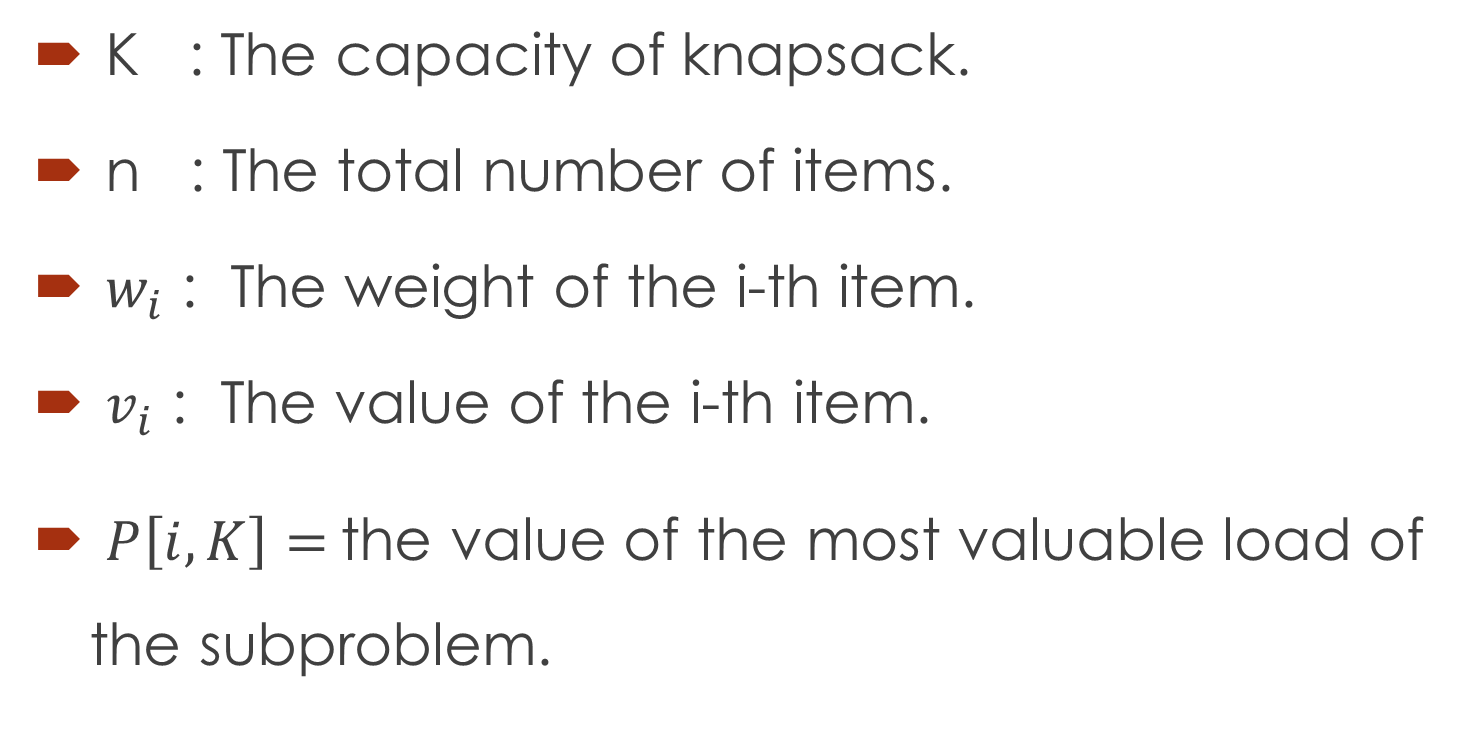 K : The capacity of knapsack.
n : The total number of items.
𝑤ᵢ : The weight of the i-th item.
𝑣ᵢ : The value of the i-th item.
𝑃[𝑖, 𝐾] = the value of the most valuable load of
the subproblem.